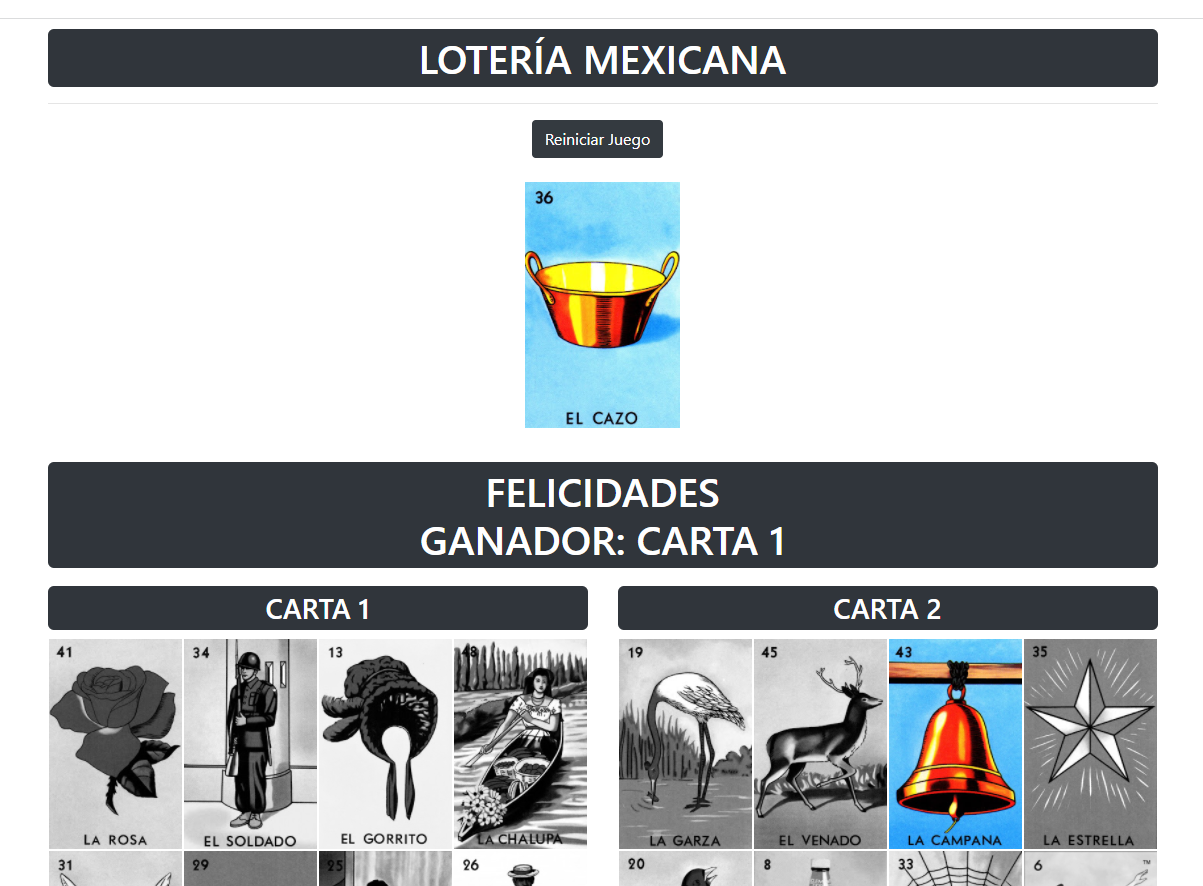 LOTERÍA MEXICANA
Reiniciar Juego
36
EL CAZO
FELICIDADES
GANADOR: CARTA 1
CARTA 1
CARTA 2
41
34
13
48
LA ROSA
EL SOLDADO
EL GORRITO
LA CHALUPA
19
45
43
35
LA GARZA
EL VENADO
LA CAMPANA
LA ESTRELLA
31
29
25
26
20
8
33
6
TM